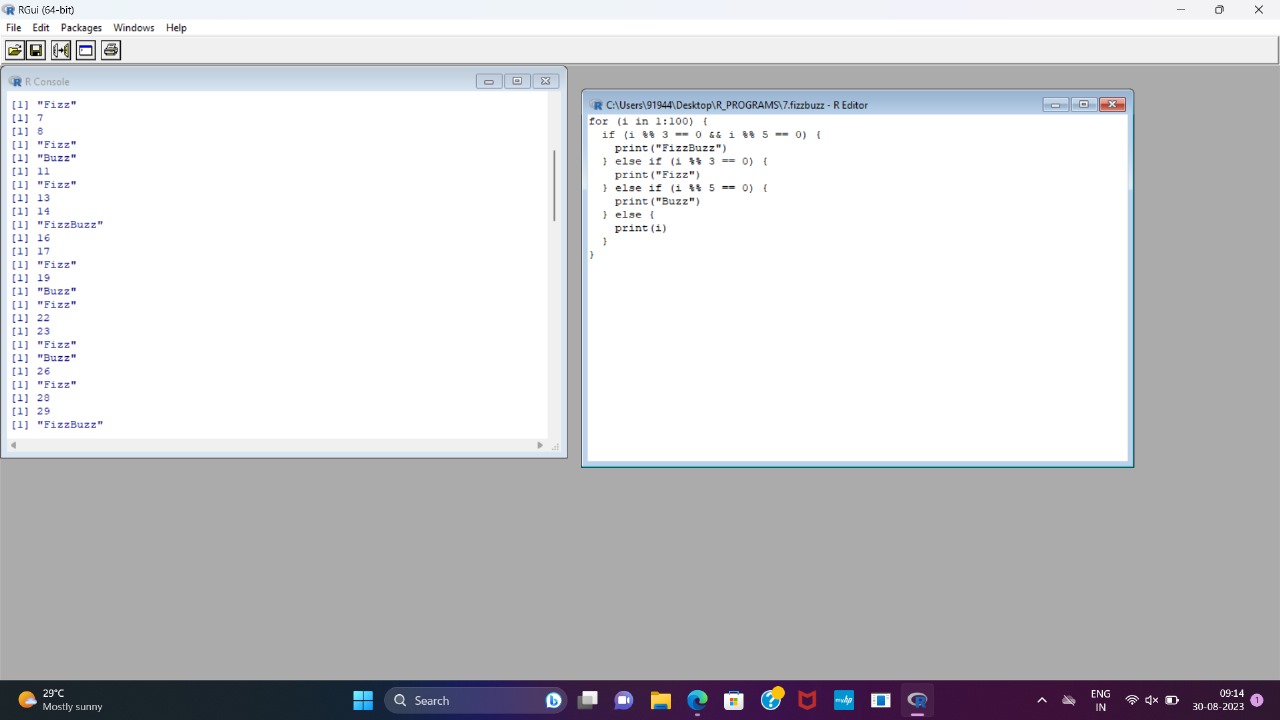 RGui (64-bit)
File Edit Packages Windows Help
R Console
[1] "Fizz"
[1] 7
[1] 8
[1] "Fizz"
[1] "Buzz"
[1] 11
[1] "Fizz"
[1] 13
[1] 14
[1] "FizzBuzz"
[1] 16
[1] 17
[1] "Fizz"
[1] 19
[1] "Buzz"
[1] "Fizz"
[1] 22
[1] 23
[1] "Fizz"
[1] "Buzz"
[1] 26
[1] "Fizz"
[1] 28
[1] 29
[1] "FizzBuzz"
C:\Users\91944\Desktop\R_PROGRAMS\7.fizzbuzz - R Editor
for (i in 1:100) {
  if (i %% 3 == 0 && i %% 5 == 0) {
    print("FizzBuzz")
  } else if (i %% 3 == 0) {
    print("Fizz")
  } else if (i %% 5 == 0) {
    print("Buzz")
  } else {
    print(i)
  }
}
29°C
Mostly sunny
Search
myhp
ENG
IN
09:14
30-08-2023
1